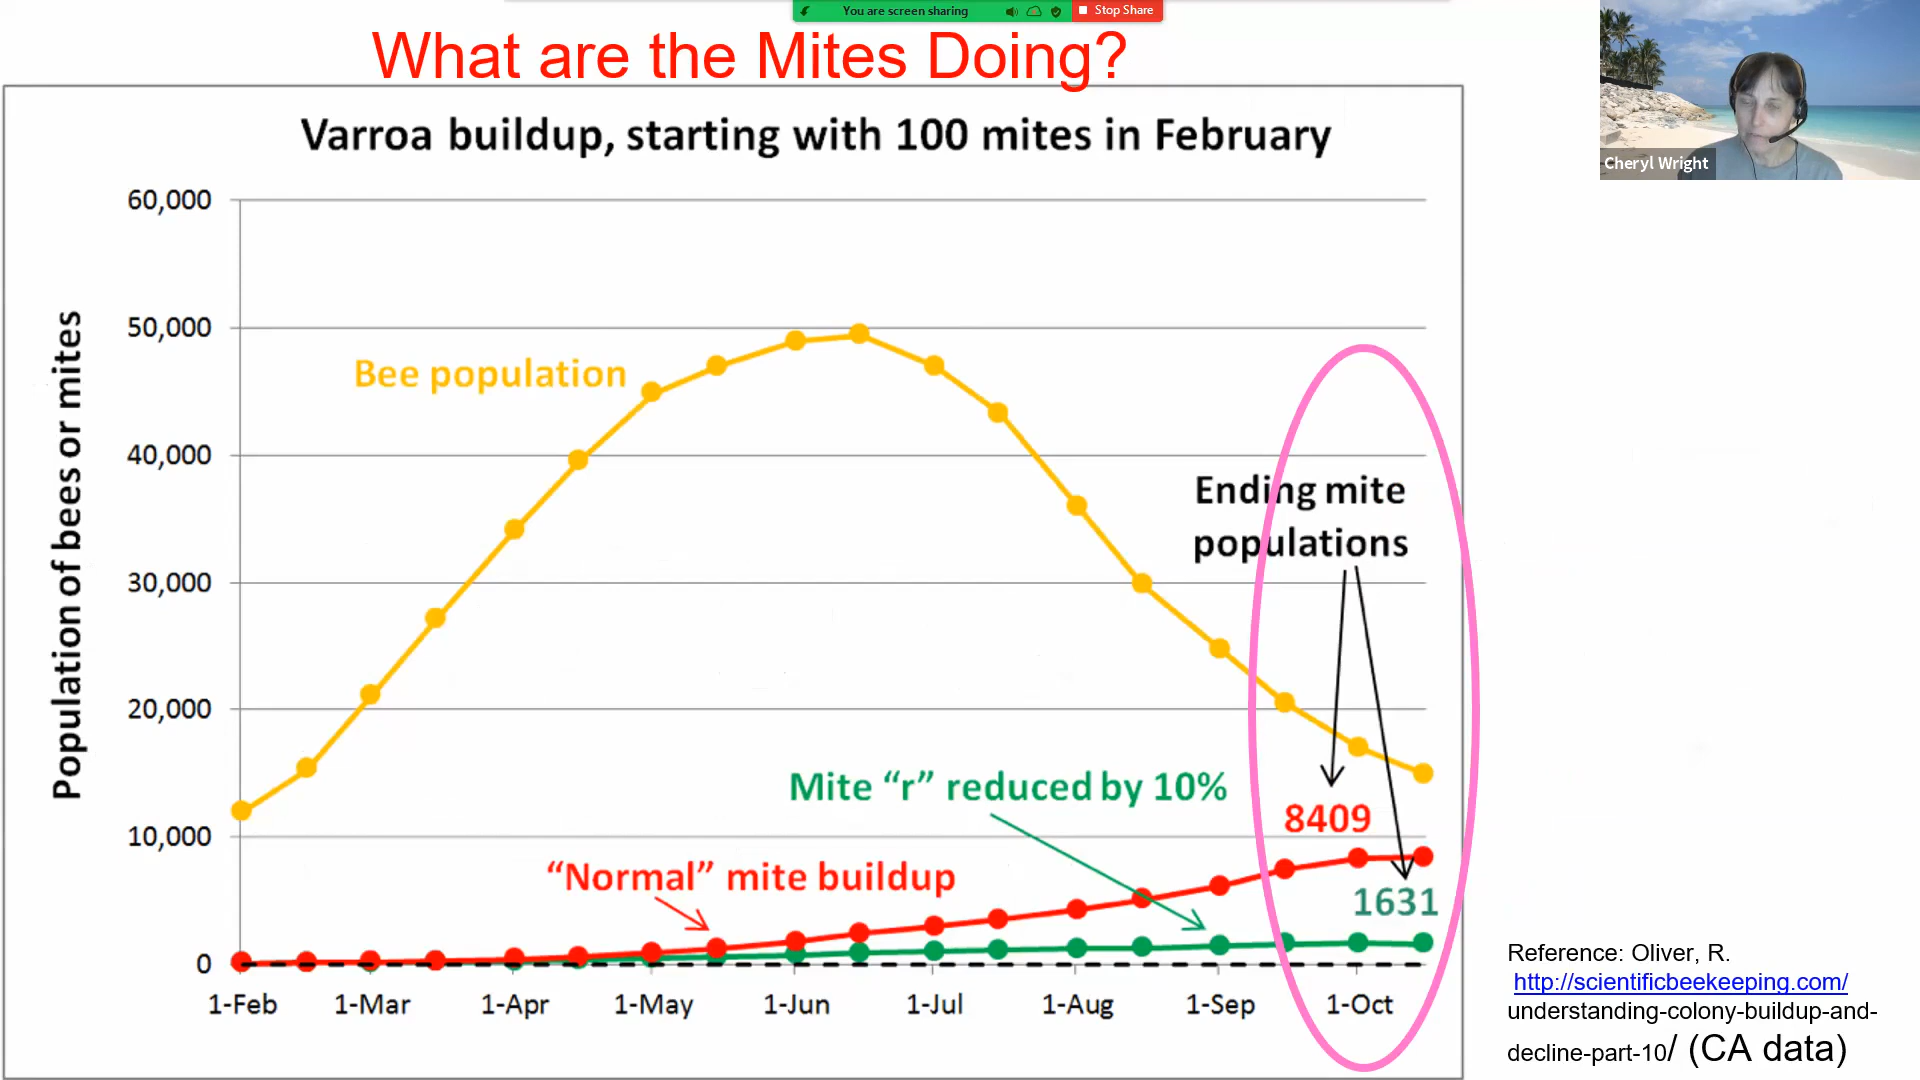 You are screen sharing
Stop Share
What are the Mites Doing?
Cheryl Wright
Varroa buildup, starting with 100 mites in February
Population of bees or mites
60,000
50,000
40,000
30,000
20,000
10,000
0
Bee population
Ending mite
populations
Mite “r” reduced by 10%
8409
“Normal” mite buildup
1631
1-Feb
1-Mar
1-Apr
1-May
1-Jun
1-Jul
1-Aug
1-Sep
1-Oct
Reference: Oliver, R.
http://scientificbeekeeping.com/
understanding-colony-buildup-and-
decline-part-10/ (CA data)